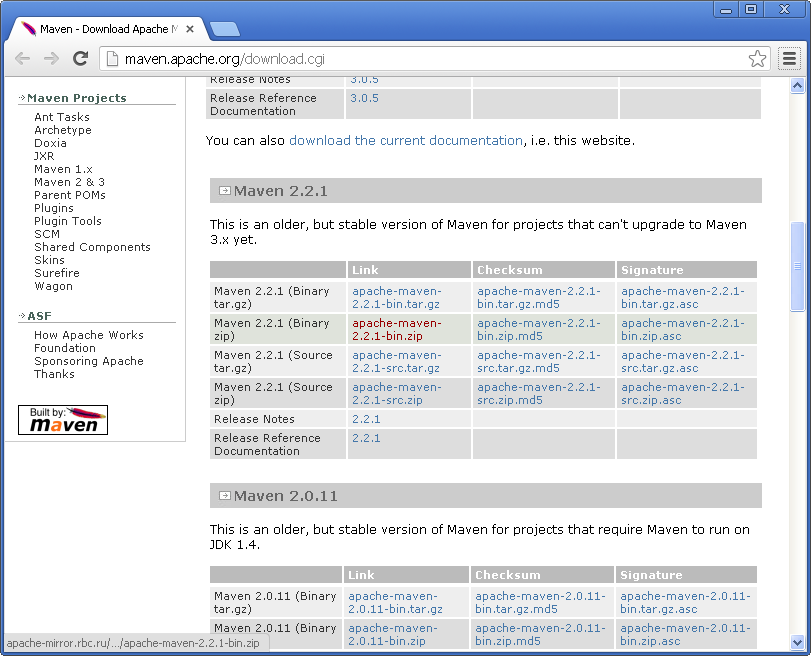 Maven - Download Apache M
maven.apache.org/download.cgi
Maven Projects
Ant Tasks
Archetype
Doxia
JXR
Maven 1.x
Maven 2 & 3
Parent POMs
Plugins
Plugin Tools
SCM
Shared Components
Skins
Surefire
Wagon
ASF
How Apache Works
Foundation
Sponsoring Apache
Thanks
Built by:
maven
Release Notes 3.0.5
Release Reference 3.0.5
Documentation
You can also download the current documentation, i.e. this website.
Maven 2.2.1
This is an older, but stable version of Maven for projects that can't upgrade to Maven
3.x yet.
Link Checksum Signature
Maven 2.2.1 (Binary apache-maven- apache-maven-2.2.1- apache-maven-2.2.1-
tar.gz) 2.2.1-bin.tar.gz bin.tar.gz.md5 bin.tar.gz.asc
Maven 2.2.1 (Binary apache-maven- apache-maven-2.2.1- apache-maven-2.2.1-
zip) 2.2.1-bin.zip bin.zip.md5 bin.zip.asc
Maven 2.2.1 (Source apache-maven- apache-maven-2.2.1- apache-maven-2.2.1-
tar.gz) 2.2.1-src.tar.gz src.tar.gz.md5 src.tar.gz.asc
Maven 2.2.1 (Source apache-maven- apache-maven-2.2.1- apache-maven-2.2.1-
zip) 2.2.1-src.zip src.zip.md5 src.zip.asc
Release Notes 2.2.1
Release Reference 2.2.1
Documentation
Maven 2.0.11
This is an older, but stable version of Maven for projects that require Maven to run on
JDK 1.4.
Link Checksum Signature
Maven 2.0.11 (Binary apache-maven- apache-maven-2.0.11- apache-maven-2.0.11-
tar.gz) 2.0.11-bin.tar.gz bin.tar.gz.md5 bin.tar.gz.asc
Maven 2.0.11 (Binary apache-maven- apache-maven-2.0.11- apache-maven-2.0.11-
2.0.11-bin.zip bin.zip.md5 bin.zip.asc
apache-mirror.rbc.ru/.../apache-maven-2.2.1-bin.zip